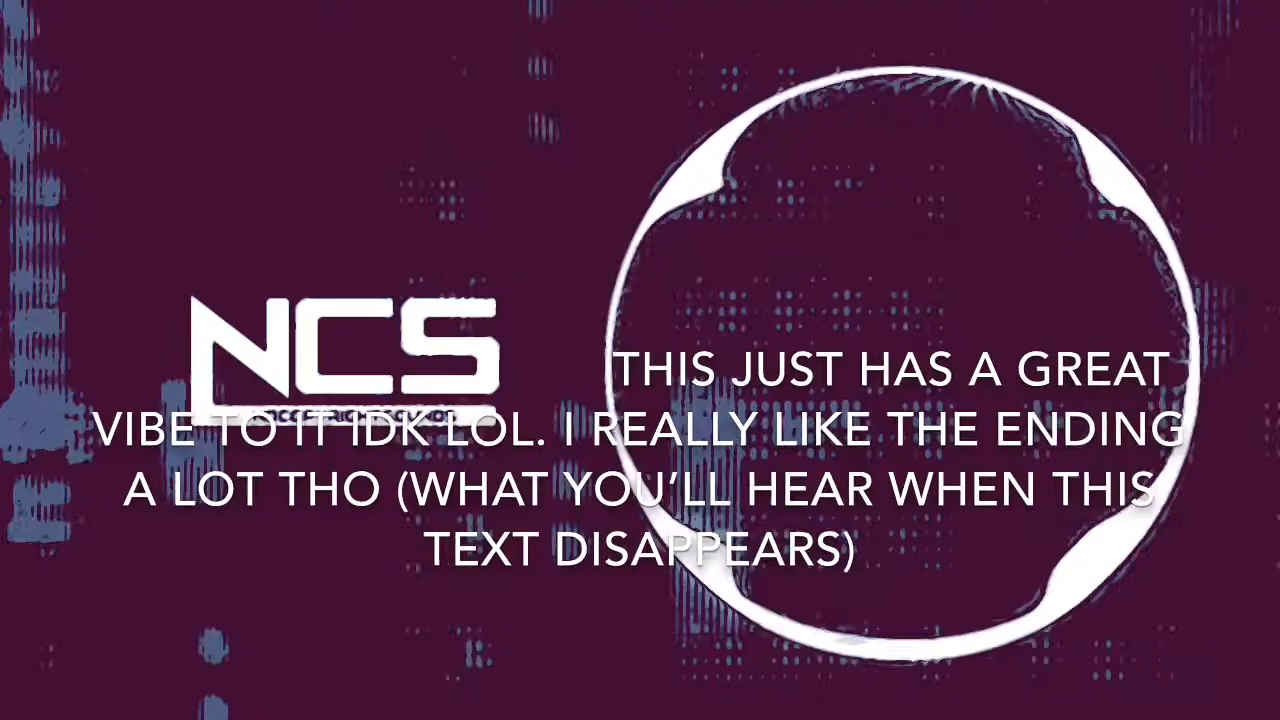 NCS
THIS JUST HAS A GREAT
VIBE TO IT IDK LOL. I REALLY LIKE THE ENDING
A LOT THO (WHAT YOU’LL HEAR WHEN THIS
TEXT DISAPPEARS)